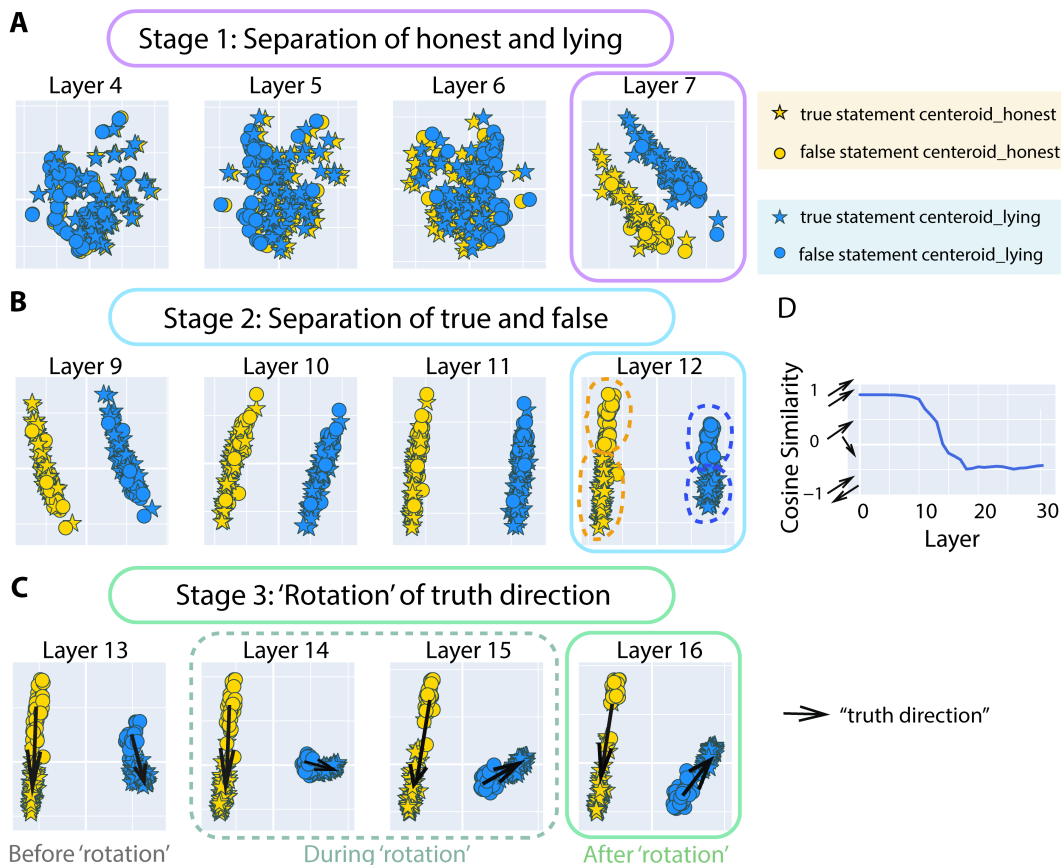 A
Stage 1: Separation of honest and lying
Layer 4
Layer 5
Layer 6
Layer 7
true statement centeroid_honest
false statement centeroid_honest
true statement centeroid_lying
false statement centeroid_lying
B
Stage 2: Separation of true and false
Layer 9
Layer 10
Layer 11
Layer 12
D
Cosine Similarity
1
0
−1
0
10
20
30
Layer
C
Stage 3: ‘Rotation’ of truth direction
Layer 13
Layer 14
Layer 15
Layer 16
“truth direction”
Before ‘rotation’
During ‘rotation’
After ‘rotation’